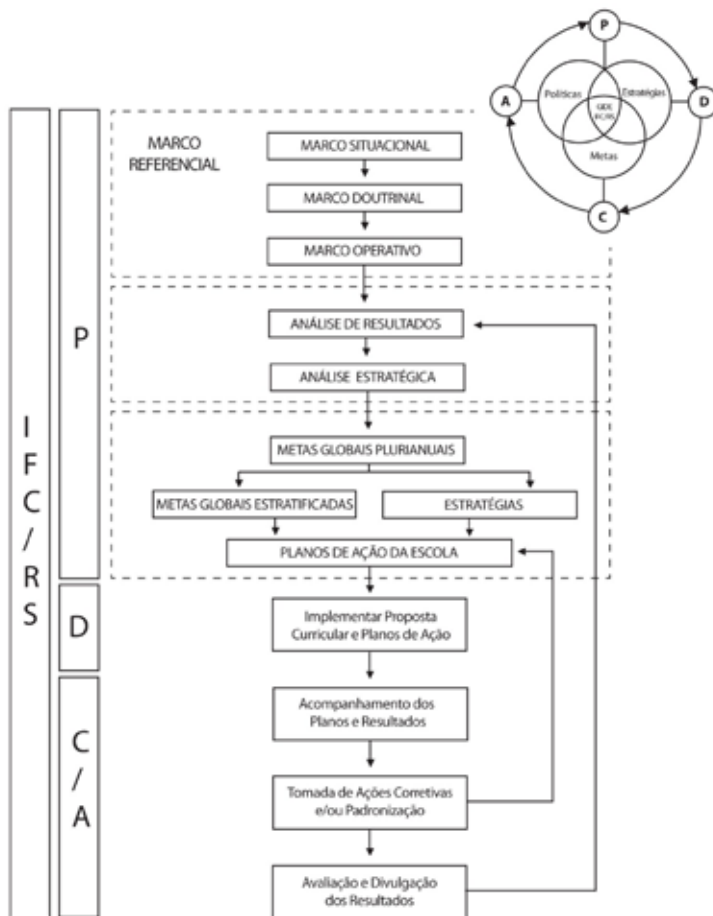 P
A
Políticas
Estratégias
D
Metas
C
MARCO
REFERENCIAL
MARCO SITUACIONAL
MARCO DOUTRINAL
MARCO OPERATIVO
P
ANÁLISE DE RESULTADOS
ANÁLISE ESTRATÉGICA
METAS GLOBAIS PLURIANUAIS
METAS GLOBAIS ESTRATIFICADAS
ESTRATÉGIAS
PLANOS DE AÇÃO DA ESCOLA
I
F
C
/
R
S
D
Implementar Proposta
Curricular e Planos de Ação
C
/
A
Acompanhamento dos
Planos e Resultados
Tomada de Ações Corretivas
e/ou Padronização
Avaliação e Divulgação
dos Resultados